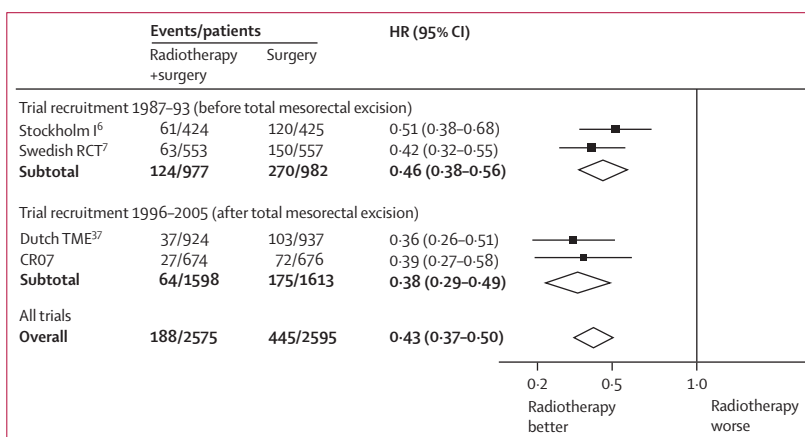 Events/patients HR (95% CI)
Radiotherapy Surgery
+surgery
Trial recruitment 1987–93 (before total mesorectal excision)
Stockholm I6 61/424 120/425 0·51 (0·38–0·68)
Swedish RCT7 63/553 150/557 0·42 (0·32–0·55)
Subtotal 124/977 270/982 0·46 (0·38–0·56)
Trial recruitment 1996–2005 (after total mesorectal excision)
Dutch TME37 37/924 103/937 0·36 (0·26–0·51)
CR07 27/674 72/676 0·39 (0·27–0·58)
Subtotal 64/1598 175/1613 0·38 (0·29–0·49)
All trials
Overall 188/2575 445/2595 0·43 (0·37–0·50)
0·2 0·5 1·0
Radiotherapy Radiotherapy
better worse